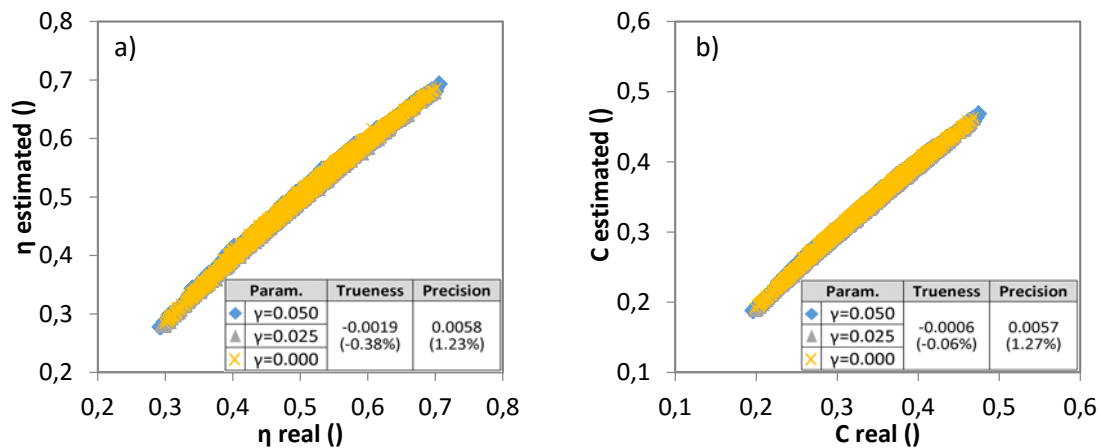 a)
η estimated ()
0,8
0,7
0,6
0,5
0,4
0,3
0,2
0,2 0,3 0,4 0,5 0,6 0,7 0,8
η real ()
Param. Trueness Precision
γ=0.050
γ=0.025
γ=0.000
-0.0019
(-0.38%)
0.0058
(1.23%)
b)
C estimated ()
0,6
0,5
0,4
0,3
0,2
0,1
0,1 0,2 0,3 0,4 0,5 0,6
C real ()
Param. Trueness Precision
γ=0.050
γ=0.025
γ=0.000
-0.0006
(-0.06%)
0.0057
(1.27%)